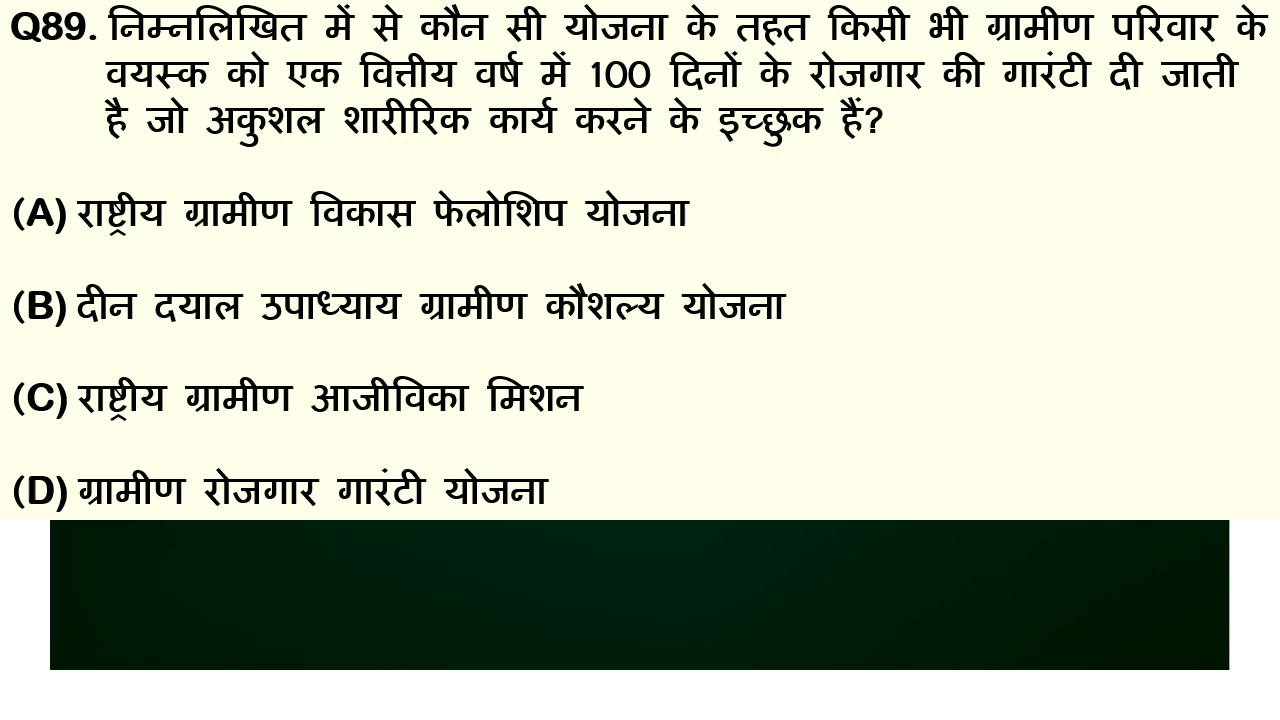 Q89. निम्नलिखित में से कौन सी योजना के तहत किसी भी ग्रामीण परिवार के
वयस्क को एक वित्तीय वर्ष में 100 दिनों के रोजगार की गारंटी दी जाती
है जो अकुशल शारीरिक कार्य करने के इच्छुक हैं?
(A) राष्ट्रीय ग्रामीण विकास फेलोशिप योजना
(B) दीन दयाल उपाध्याय ग्रामीण कौशल्य योजना
(C) राष्ट्रीय ग्रामीण आजीविका मिशन
(D) ग्रामीण रोजगार गारंटी योजना